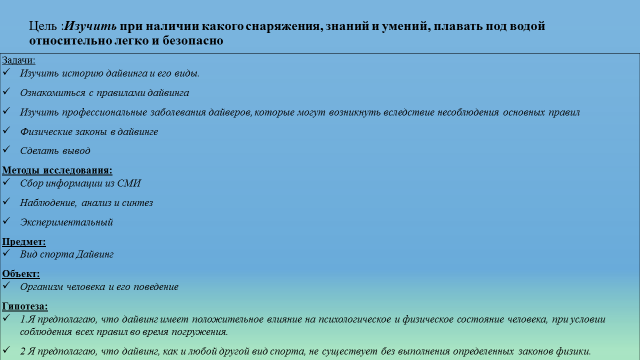 Цель :Изучить при наличии какого снаряжения, знаний и умений, плавать под водой
относительно легко и безопасно
Задачи:
✓ Изучить историю дайвинга и его виды.
✓ Ознакомиться с правилами дайвинга
✓ Изучить профессиональные заболевания дайверов, которые могут возникнуть вследствие несоблюдения основных правил
✓ Физические законы в дайвинге
✓ Сделать вывод
Методы исследования:
✓ Сбор информации из СМИ
✓ Наблюдение, анализ и синтез
✓ Экспериментальный
Предмет:
✓ Вид спорта Дайвинг
Объект:
✓ Организм человека и его поведение
Гипотеза:
✓ 1.Я предполагаю, что дайвинг имеет положительное влияние на психологическое и физическое состояние человека, при условии
соблюдения всех правил во время погружения.
✓ 2 Я предполагаю, что дайвинг, как и любой другой вид спорта, не существует без выполнения определенных законов физики.